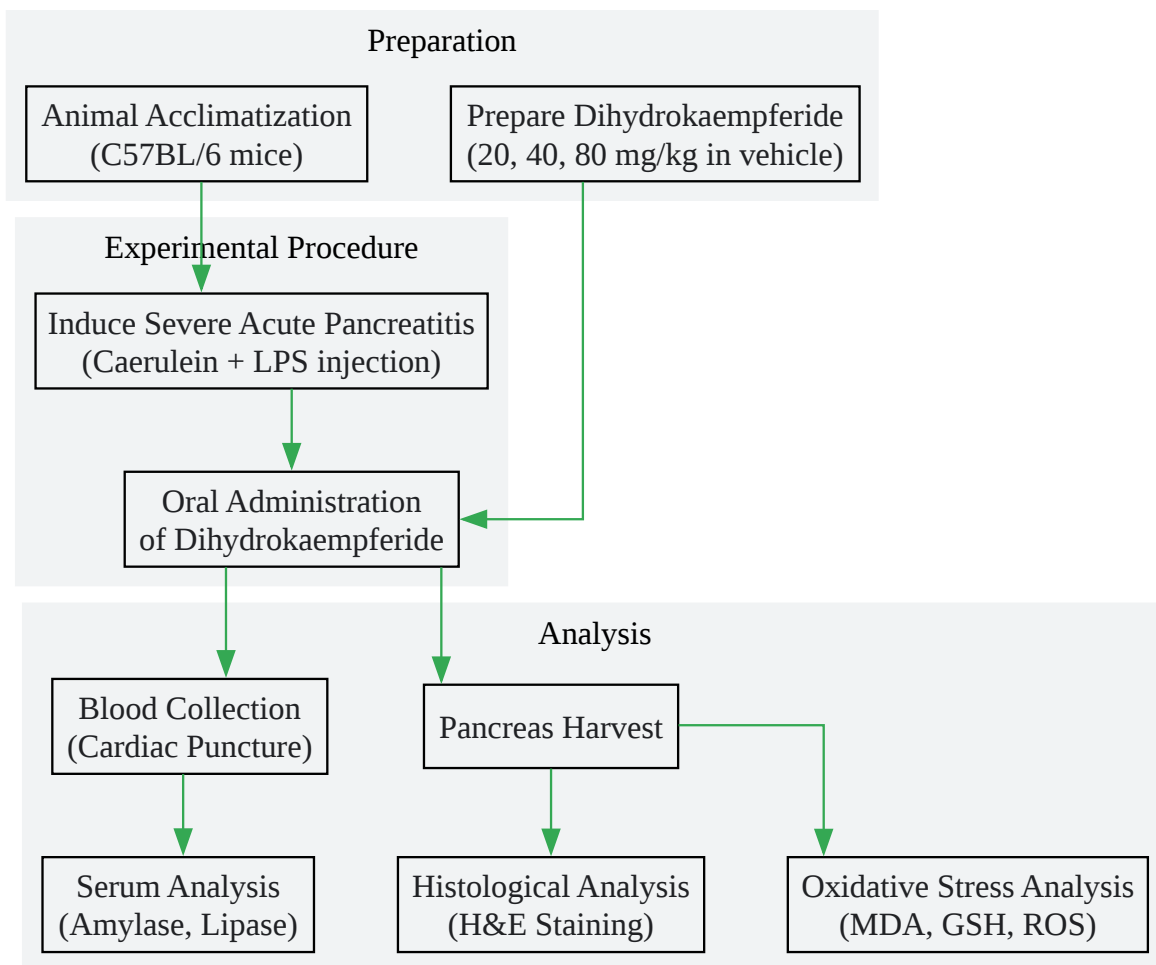 Preparation
Animal Acclimatization
(C57BL/6 mice)
Prepare Dihydrokaempferide
(20, 40, 80 mg/kg in vehicle)
Experimental Procedure
Induce Severe Acute Pancreatitis
(Caerulein + LPS injection)
Oral Administration
of Dihydrokaempferide
Analysis
Blood Collection
(Cardiac Puncture)
Pancreas Harvest
Serum Analysis
(Amylase, Lipase)
Histological Analysis
(H&E Staining)
Oxidative Stress Analysis
(MDA, GSH, ROS)